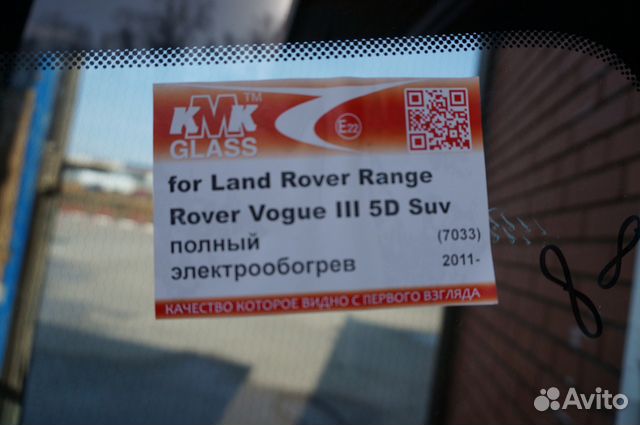 KMK™
GLASS
E22
for Land Rover Range
Rover Vogue III 5D Suv
полный (7033)
электрообогрев 2011-
КАЧЕСТВО КОТОРОЕ ВИДНО С ПЕРВОГО ВЗГЛЯДА
88
Avito